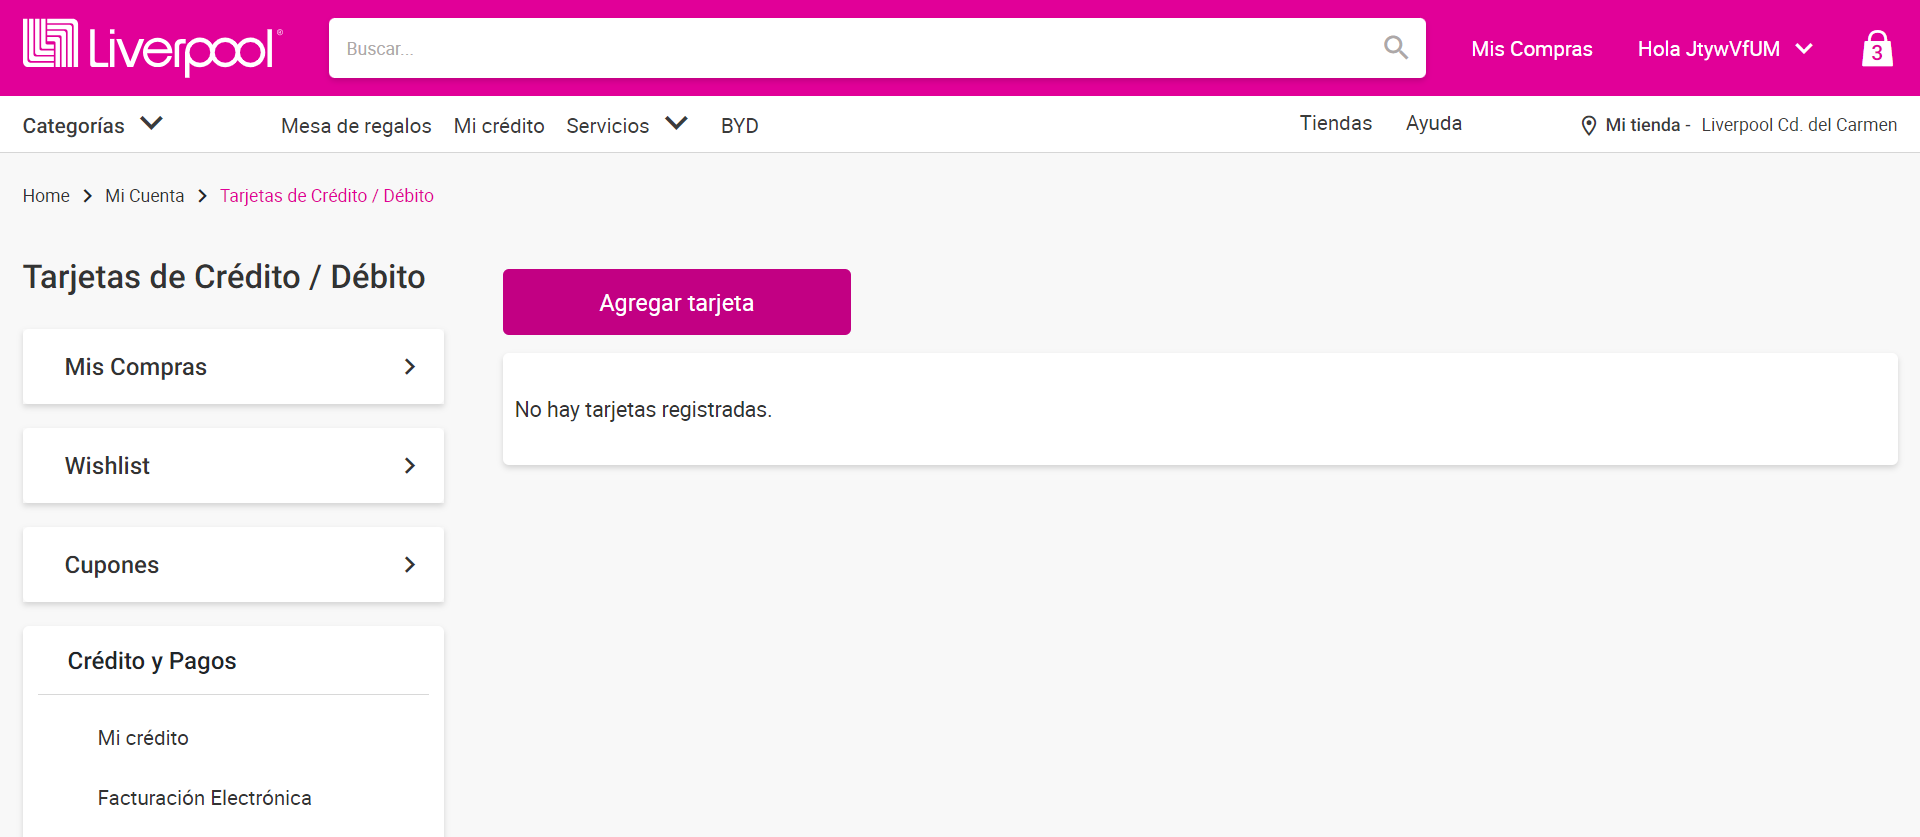 Liverpool®
Buscar...
Mis Compras
Hola JtywVfUM
3
Categorías
Mesa de regalos
Mi crédito
Servicios
BYD
Tiendas
Ayuda
Mi tienda - Liverpool Cd. del Carmen
Home > Mi Cuenta > Tarjetas de Crédito / Débito
Tarjetas de Crédito / Débito
Agregar tarjeta
No hay tarjetas registradas.
Mis Compras
Wishlist
Cupones
Crédito y Pagos
Mi crédito
Facturación Electrónica